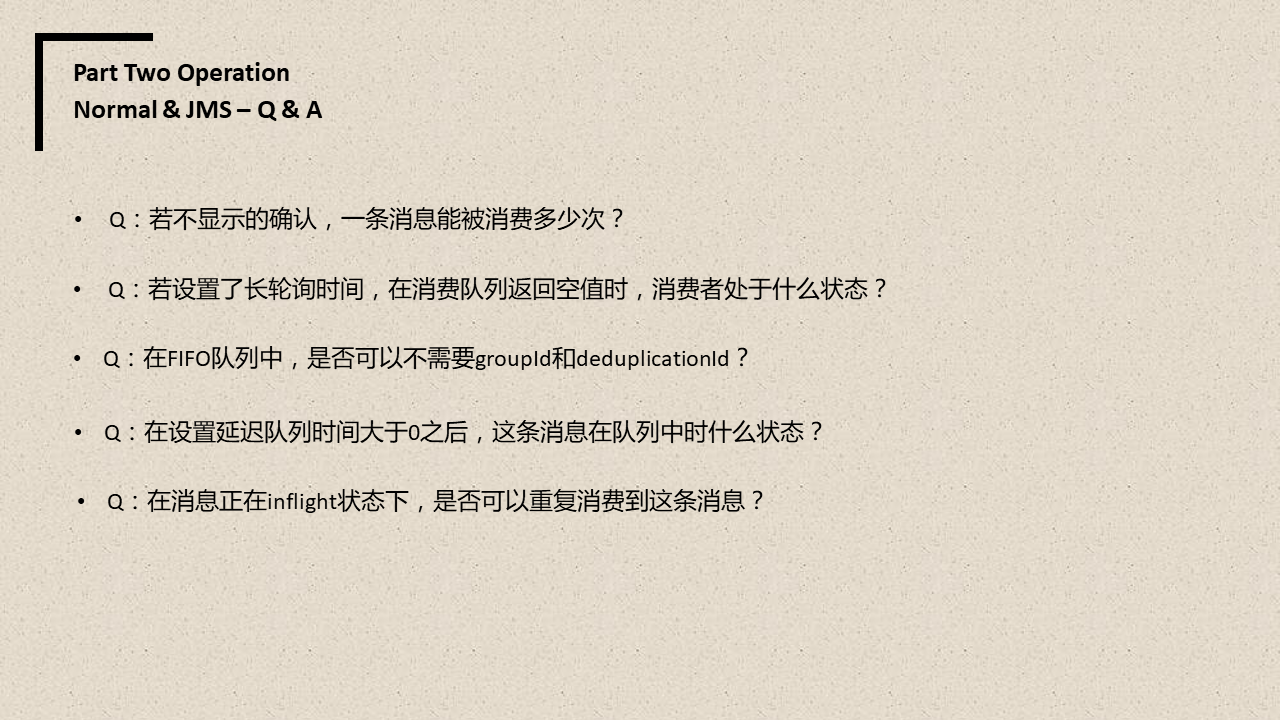 Part Two Operation
Normal & JMS – Q & A
• Q：若不显示的确认，一条消息能被消费多少次？
• Q：若设置了长轮询时间，在消费队列返回空值时，消费者处于什么状态？
• Q：在FIFO队列中，是否可以不需要groupId和deduplicationId？
• Q：在设置延迟队列时间大于0之后，这条消息在队列中时什么状态？
• Q：在消息正在inflight状态下，是否可以重复消费到这条消息？